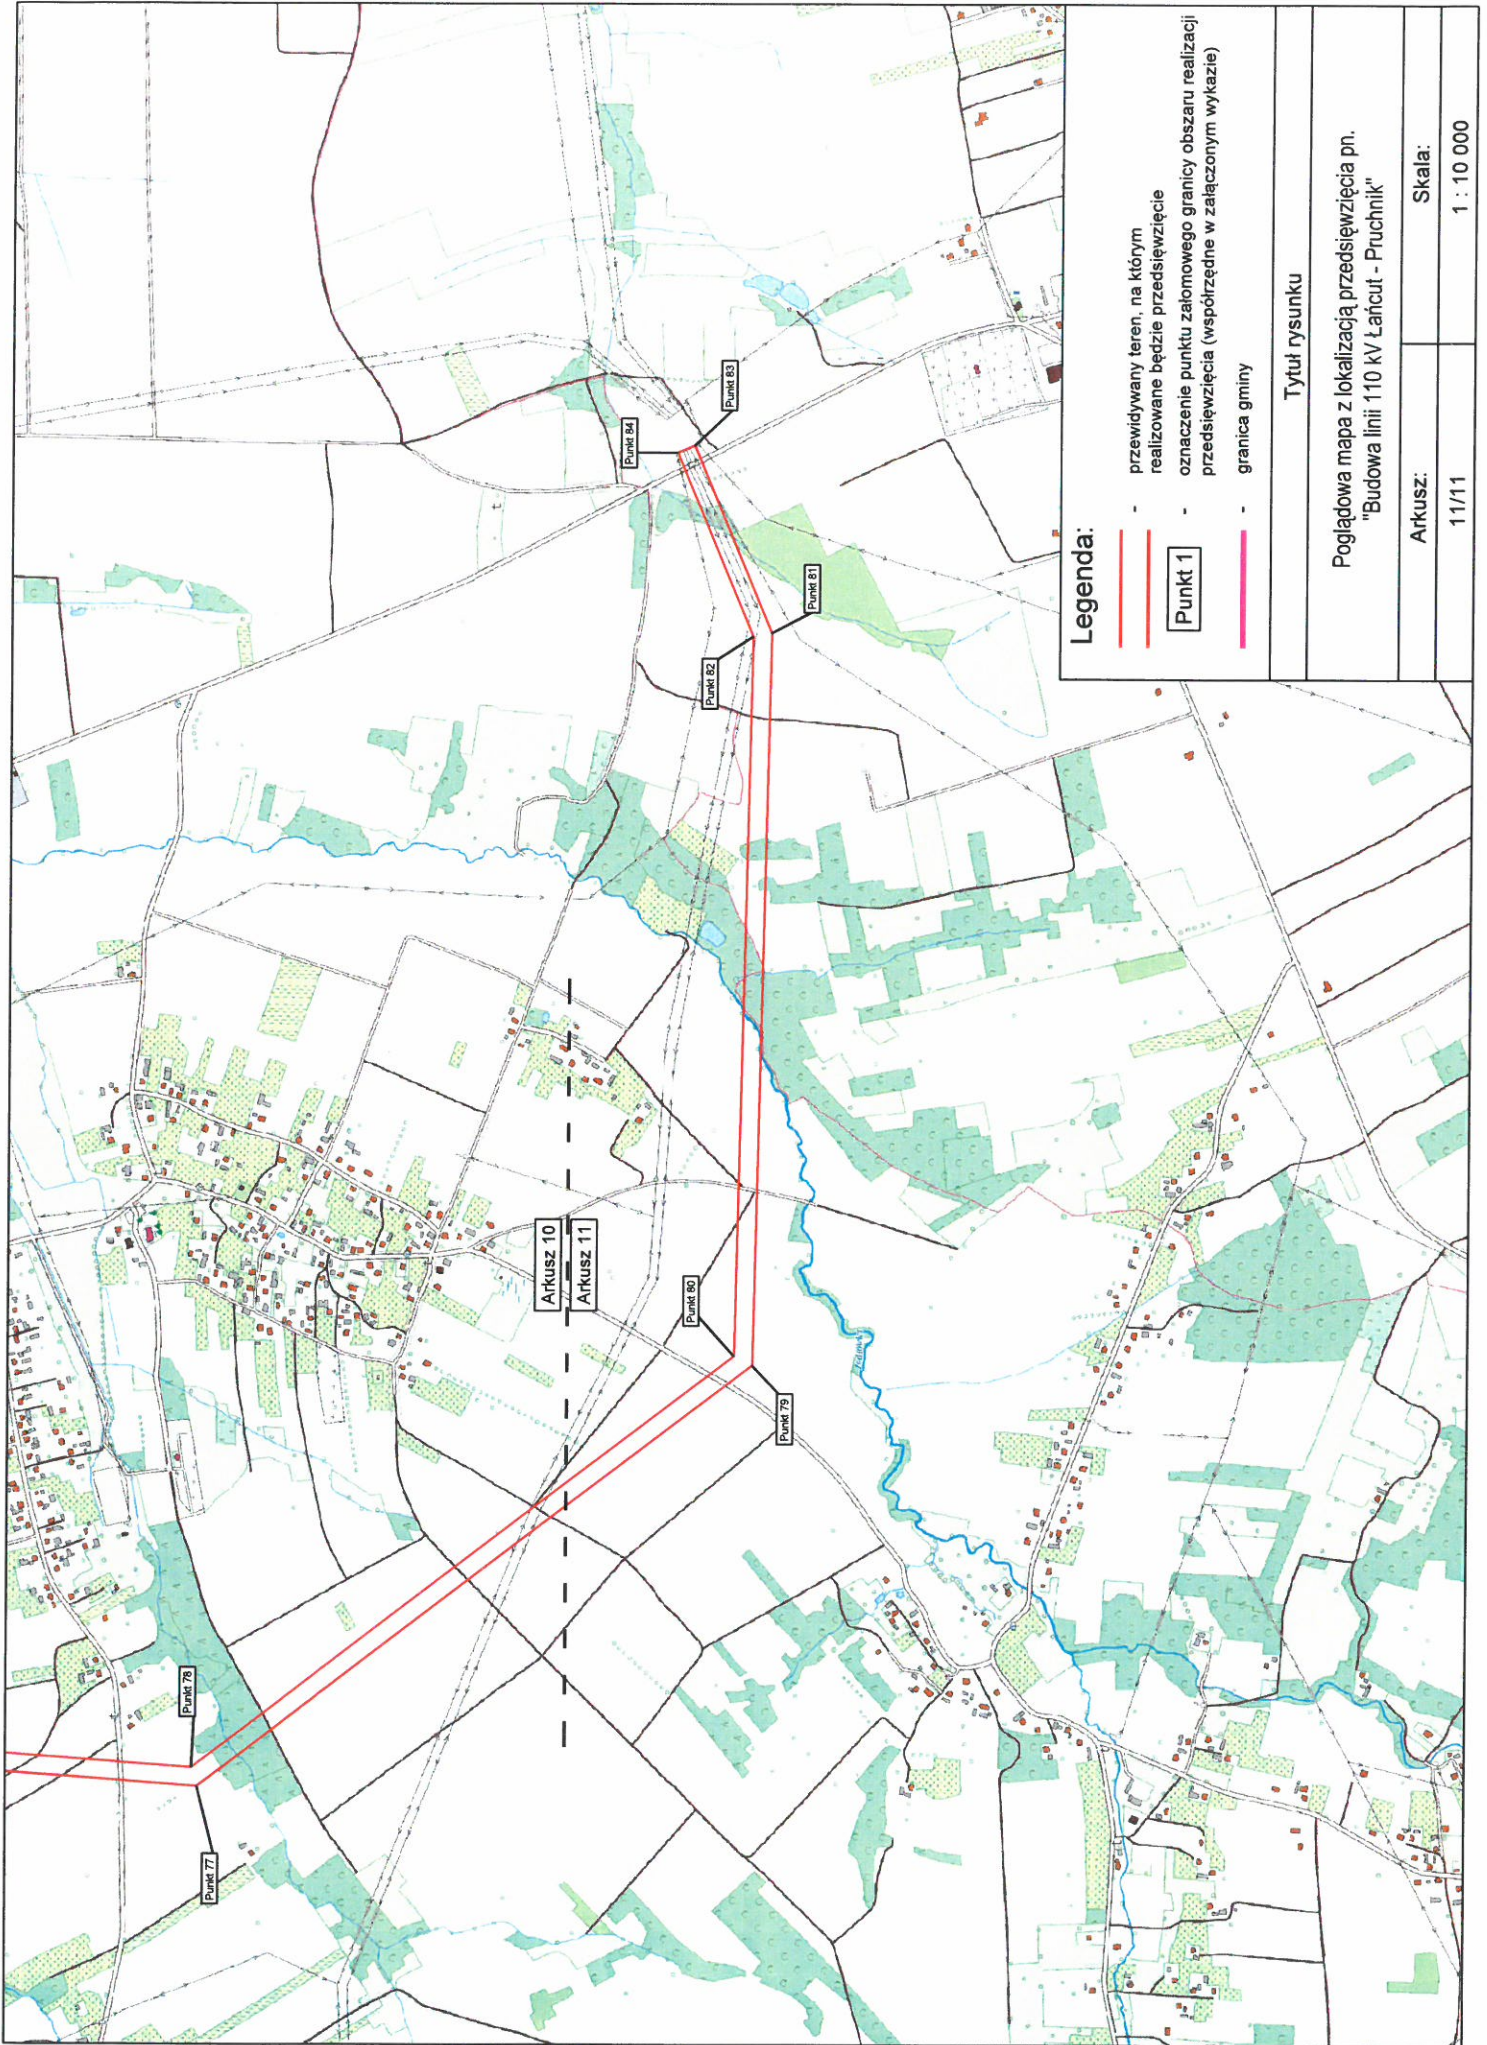 Punkt 77
Punkt 78
Punkt 79
Punkt 80
Arkusz 10
Arkusz 11
Punkt 81
Punkt 82
Punkt 83
Punkt 84
Legenda:
- przewidywany teren, na którym
realizowane będzie przedsięwzięcie
Punkt 1 - oznaczenie punktu załomowego granicy obszaru realizacji
przedsięwzięcia (współrzędne w załączonym wykazie)
- granica gminy
Tytuł rysunku
Poglądowa mapa z lokalizacją przedsięwzięcia pn.
"Budowa linii 110 kV Łańcut - Pruchnik"
Arkusz: Skala:
11/11 1 : 10 000